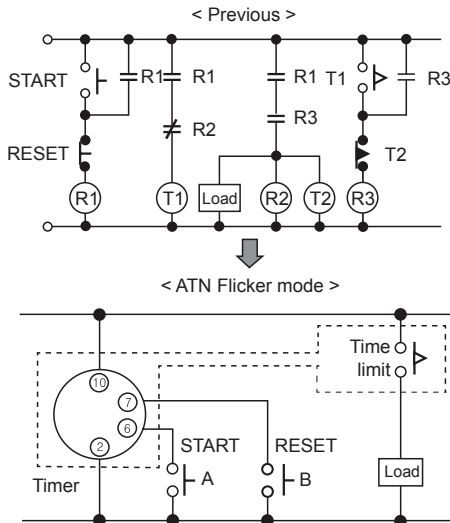 < Previous >
START R1 R1 R1 T1 R3
R2 R3
RESET T2
R1 T1 Load R2 T2 R3
< ATN Flicker mode >
Time
limit
10
7
6
2
START RESET
A B
Load
Timer